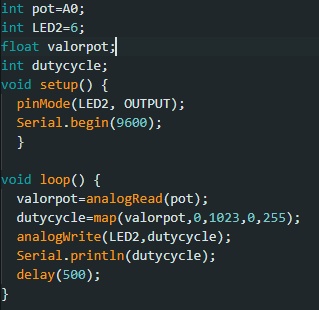 int pot=A0;
int LED2=6;
float valorpot;
int dutycycle;
void setup() {
  pinMode(LED2, OUTPUT);
  Serial.begin(9600);
  }

void loop() {
  valorpot=analogRead(pot);
  dutycycle=map(valorpot,0,1023,0,255);
  analogWrite(LED2,dutycycle);
  Serial.println(dutycycle);
  delay(500);
}